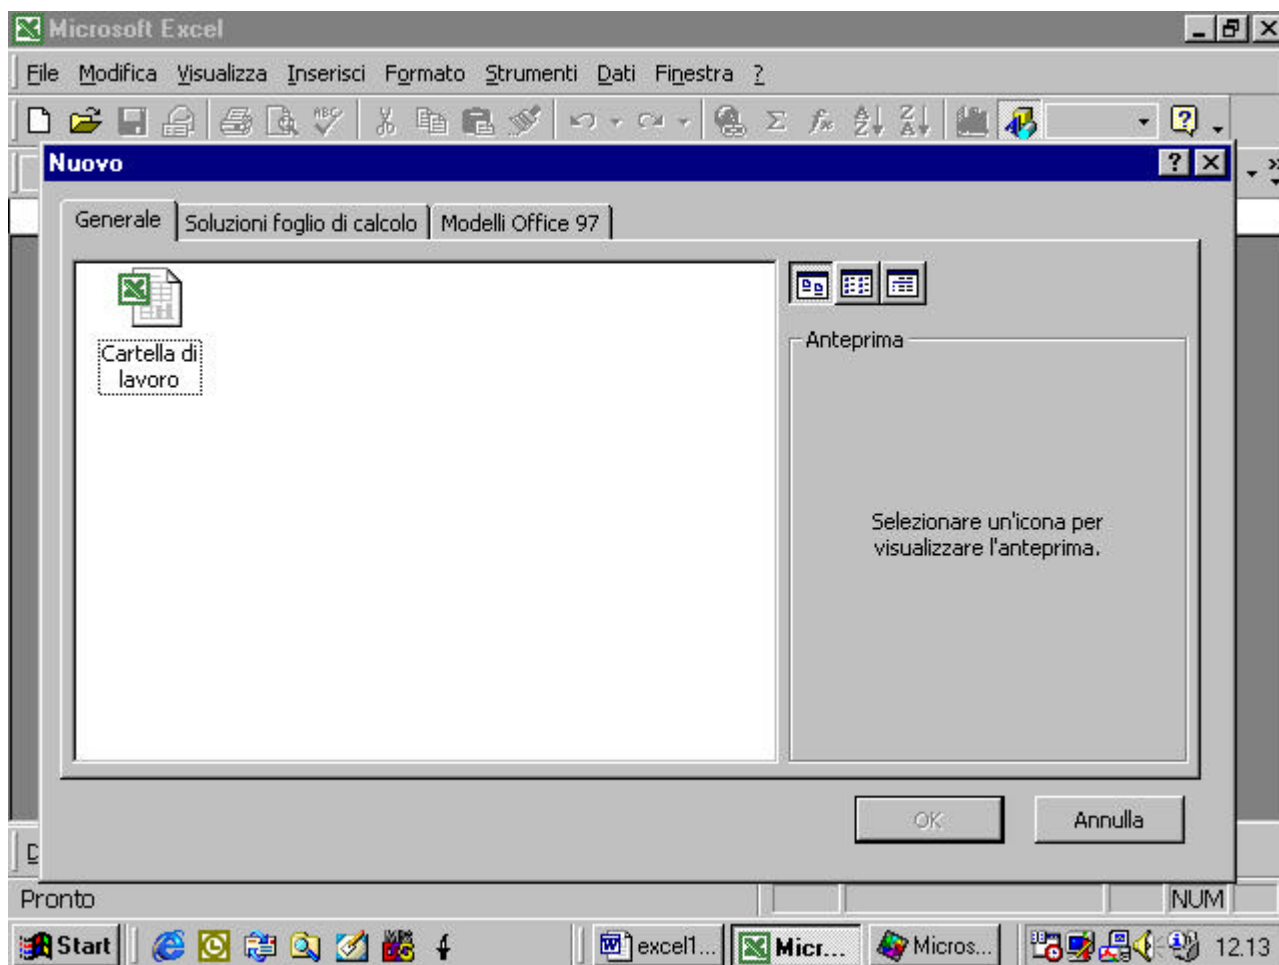 Microsoft Excel
File Modifica Visualizza Inserisci Formato Strumenti Dati Finestra ?
Nuovo
Generale Soluzioni foglio di calcolo Modelli Office 97
Cartella di
lavoro
Anteprima
Selezionare un'icona per
visualizzare l'anteprima.
OK Annulla
Pronto NUM
Start excel1... Micr... Micros... 12.13